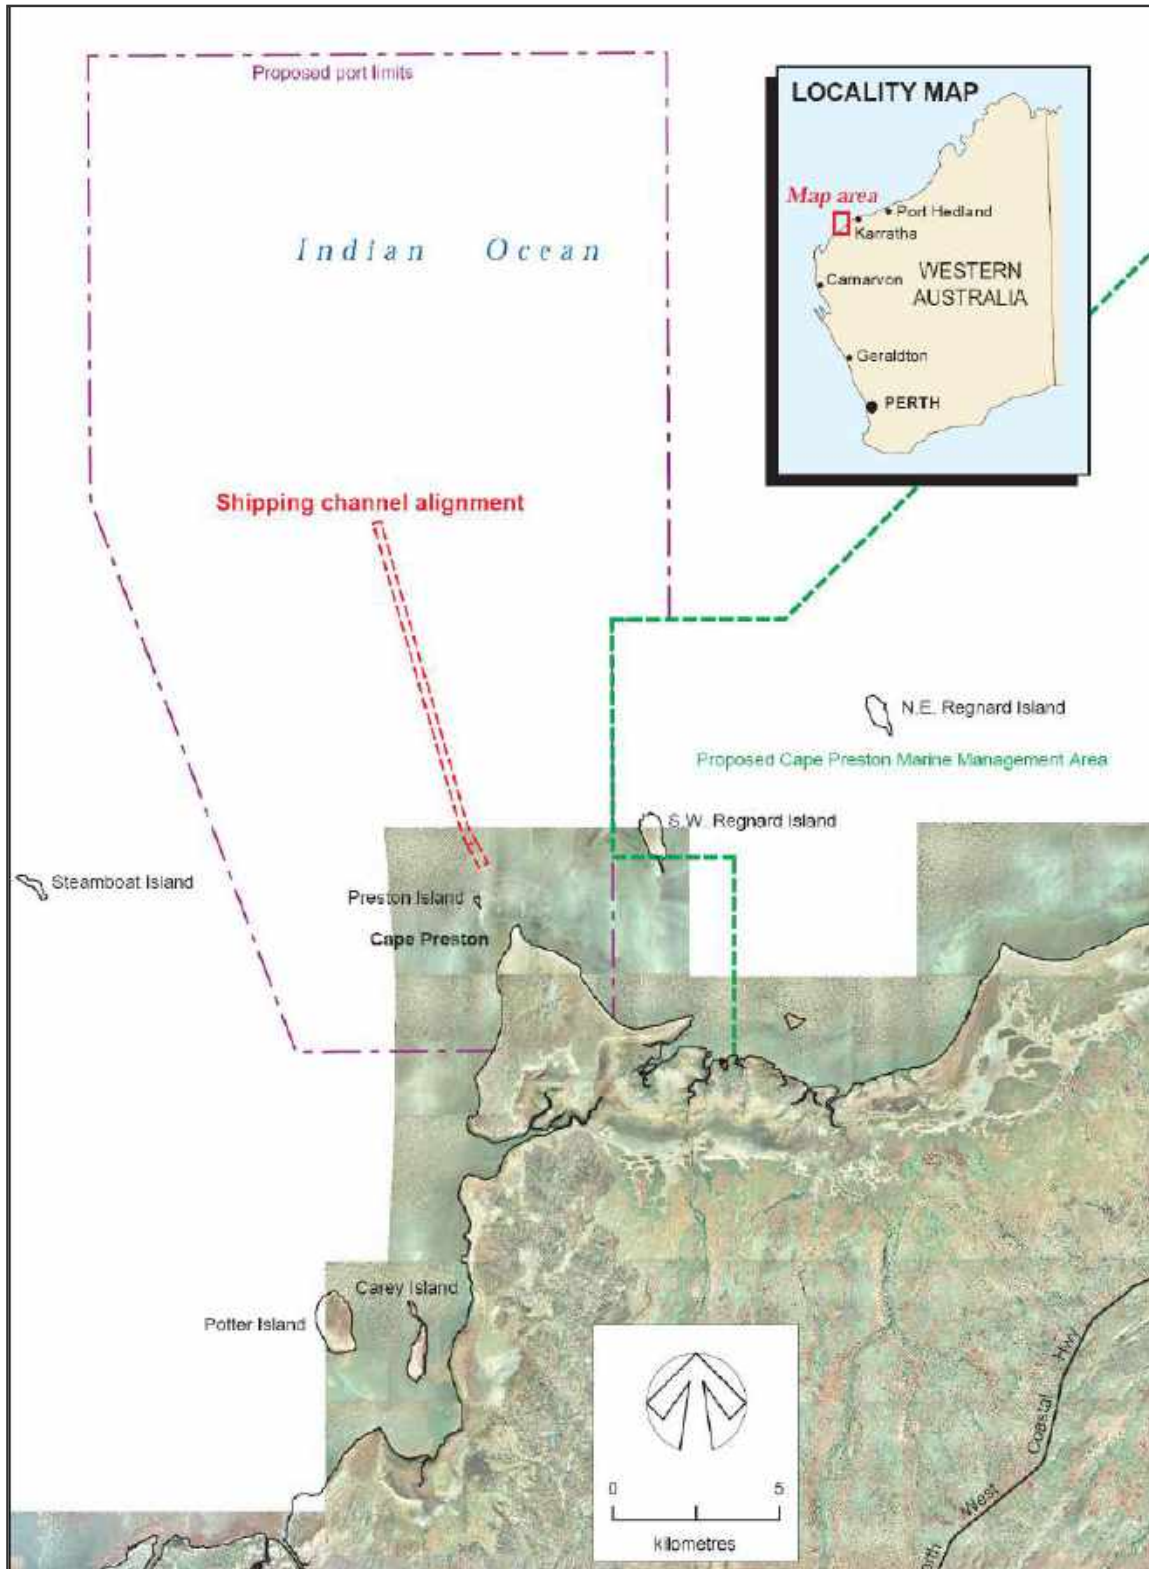 Proposed port limits
LOCALITY MAP
Map area
Port Hedland
Karratha
Indian Ocean
WESTERN
AUSTRALIA
Carnarvon
Geraldton
PERTH
Shipping channel alignment
N.E. Regnard Island
Proposed Cape Preston Marine Management Area
S.W. Regnard Island
Steamboat Island
Preston Island
Cape Preston
Carey Island
Potter Island
0 5
kilometres
orth West Coastal Hwy